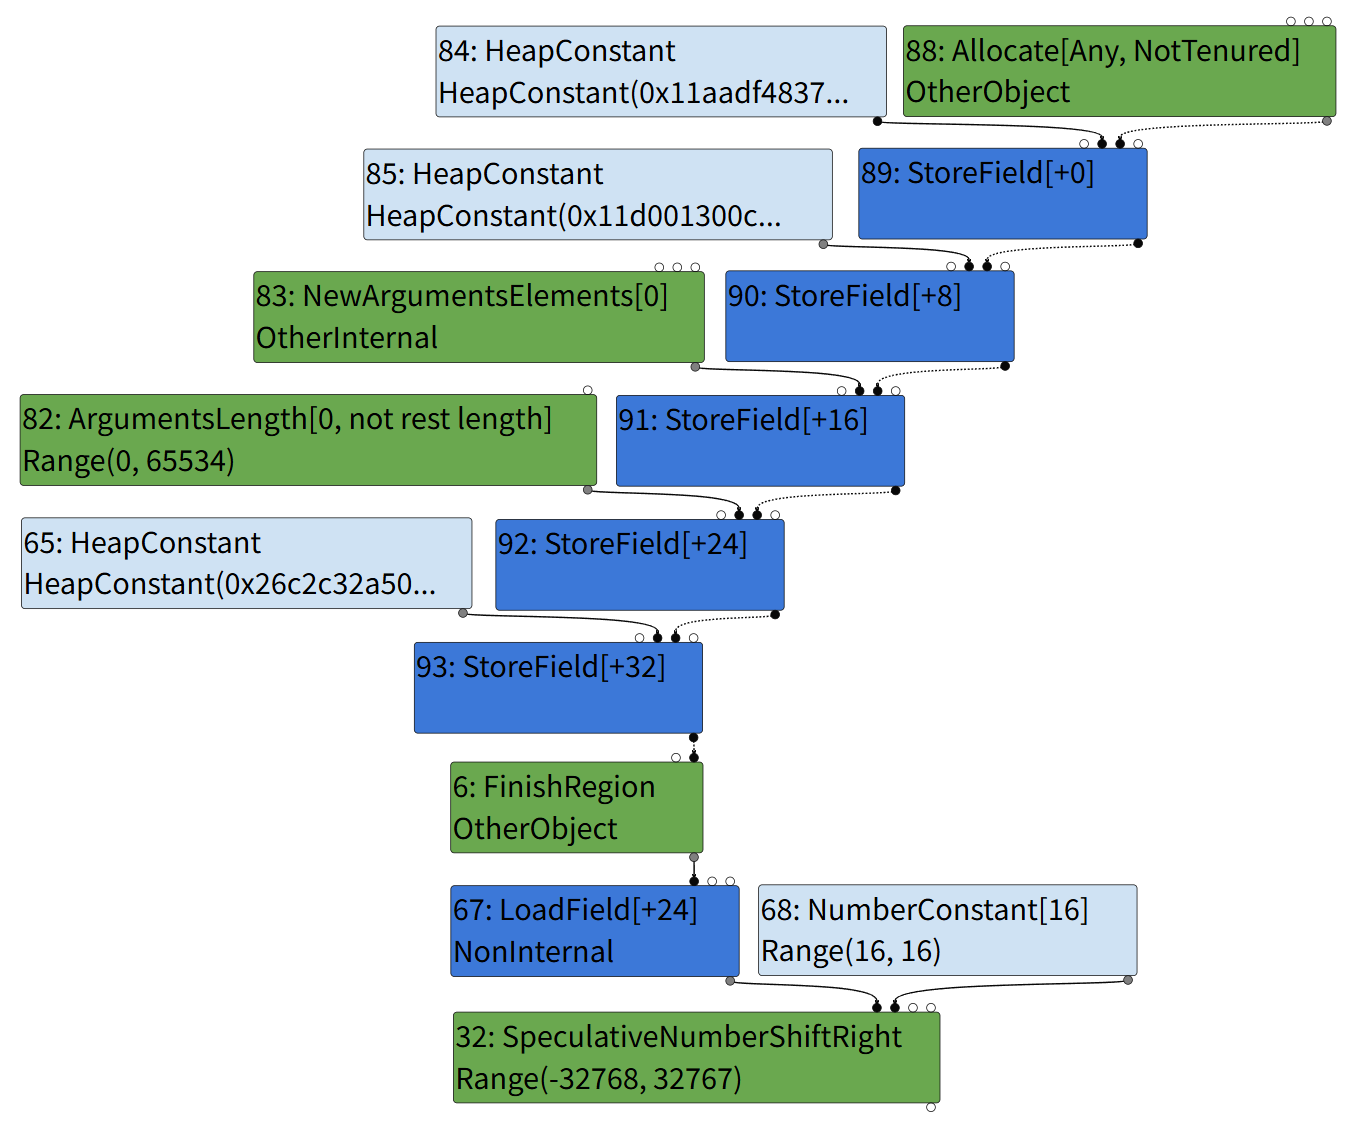 84: HeapConstant
HeapConstant(0x11aadf4837...
88: Allocate[Any, NotTenured]
OtherObject
85: HeapConstant
HeapConstant(0x11d001300c...
89: StoreField[+0]
83: NewArgumentsElements[0]
OtherInternal
90: StoreField[+8]
82: ArgumentsLength[0, not rest length]
Range(0, 65534)
91: StoreField[+16]
65: HeapConstant
HeapConstant(0x26c2c32a50...
92: StoreField[+24]
93: StoreField[+32]
6: FinishRegion
OtherObject
67: LoadField[+24]
NonInternal
68: NumberConstant[16]
Range(16, 16)
32: SpeculativeNumberShiftRight
Range(-32768, 32767)